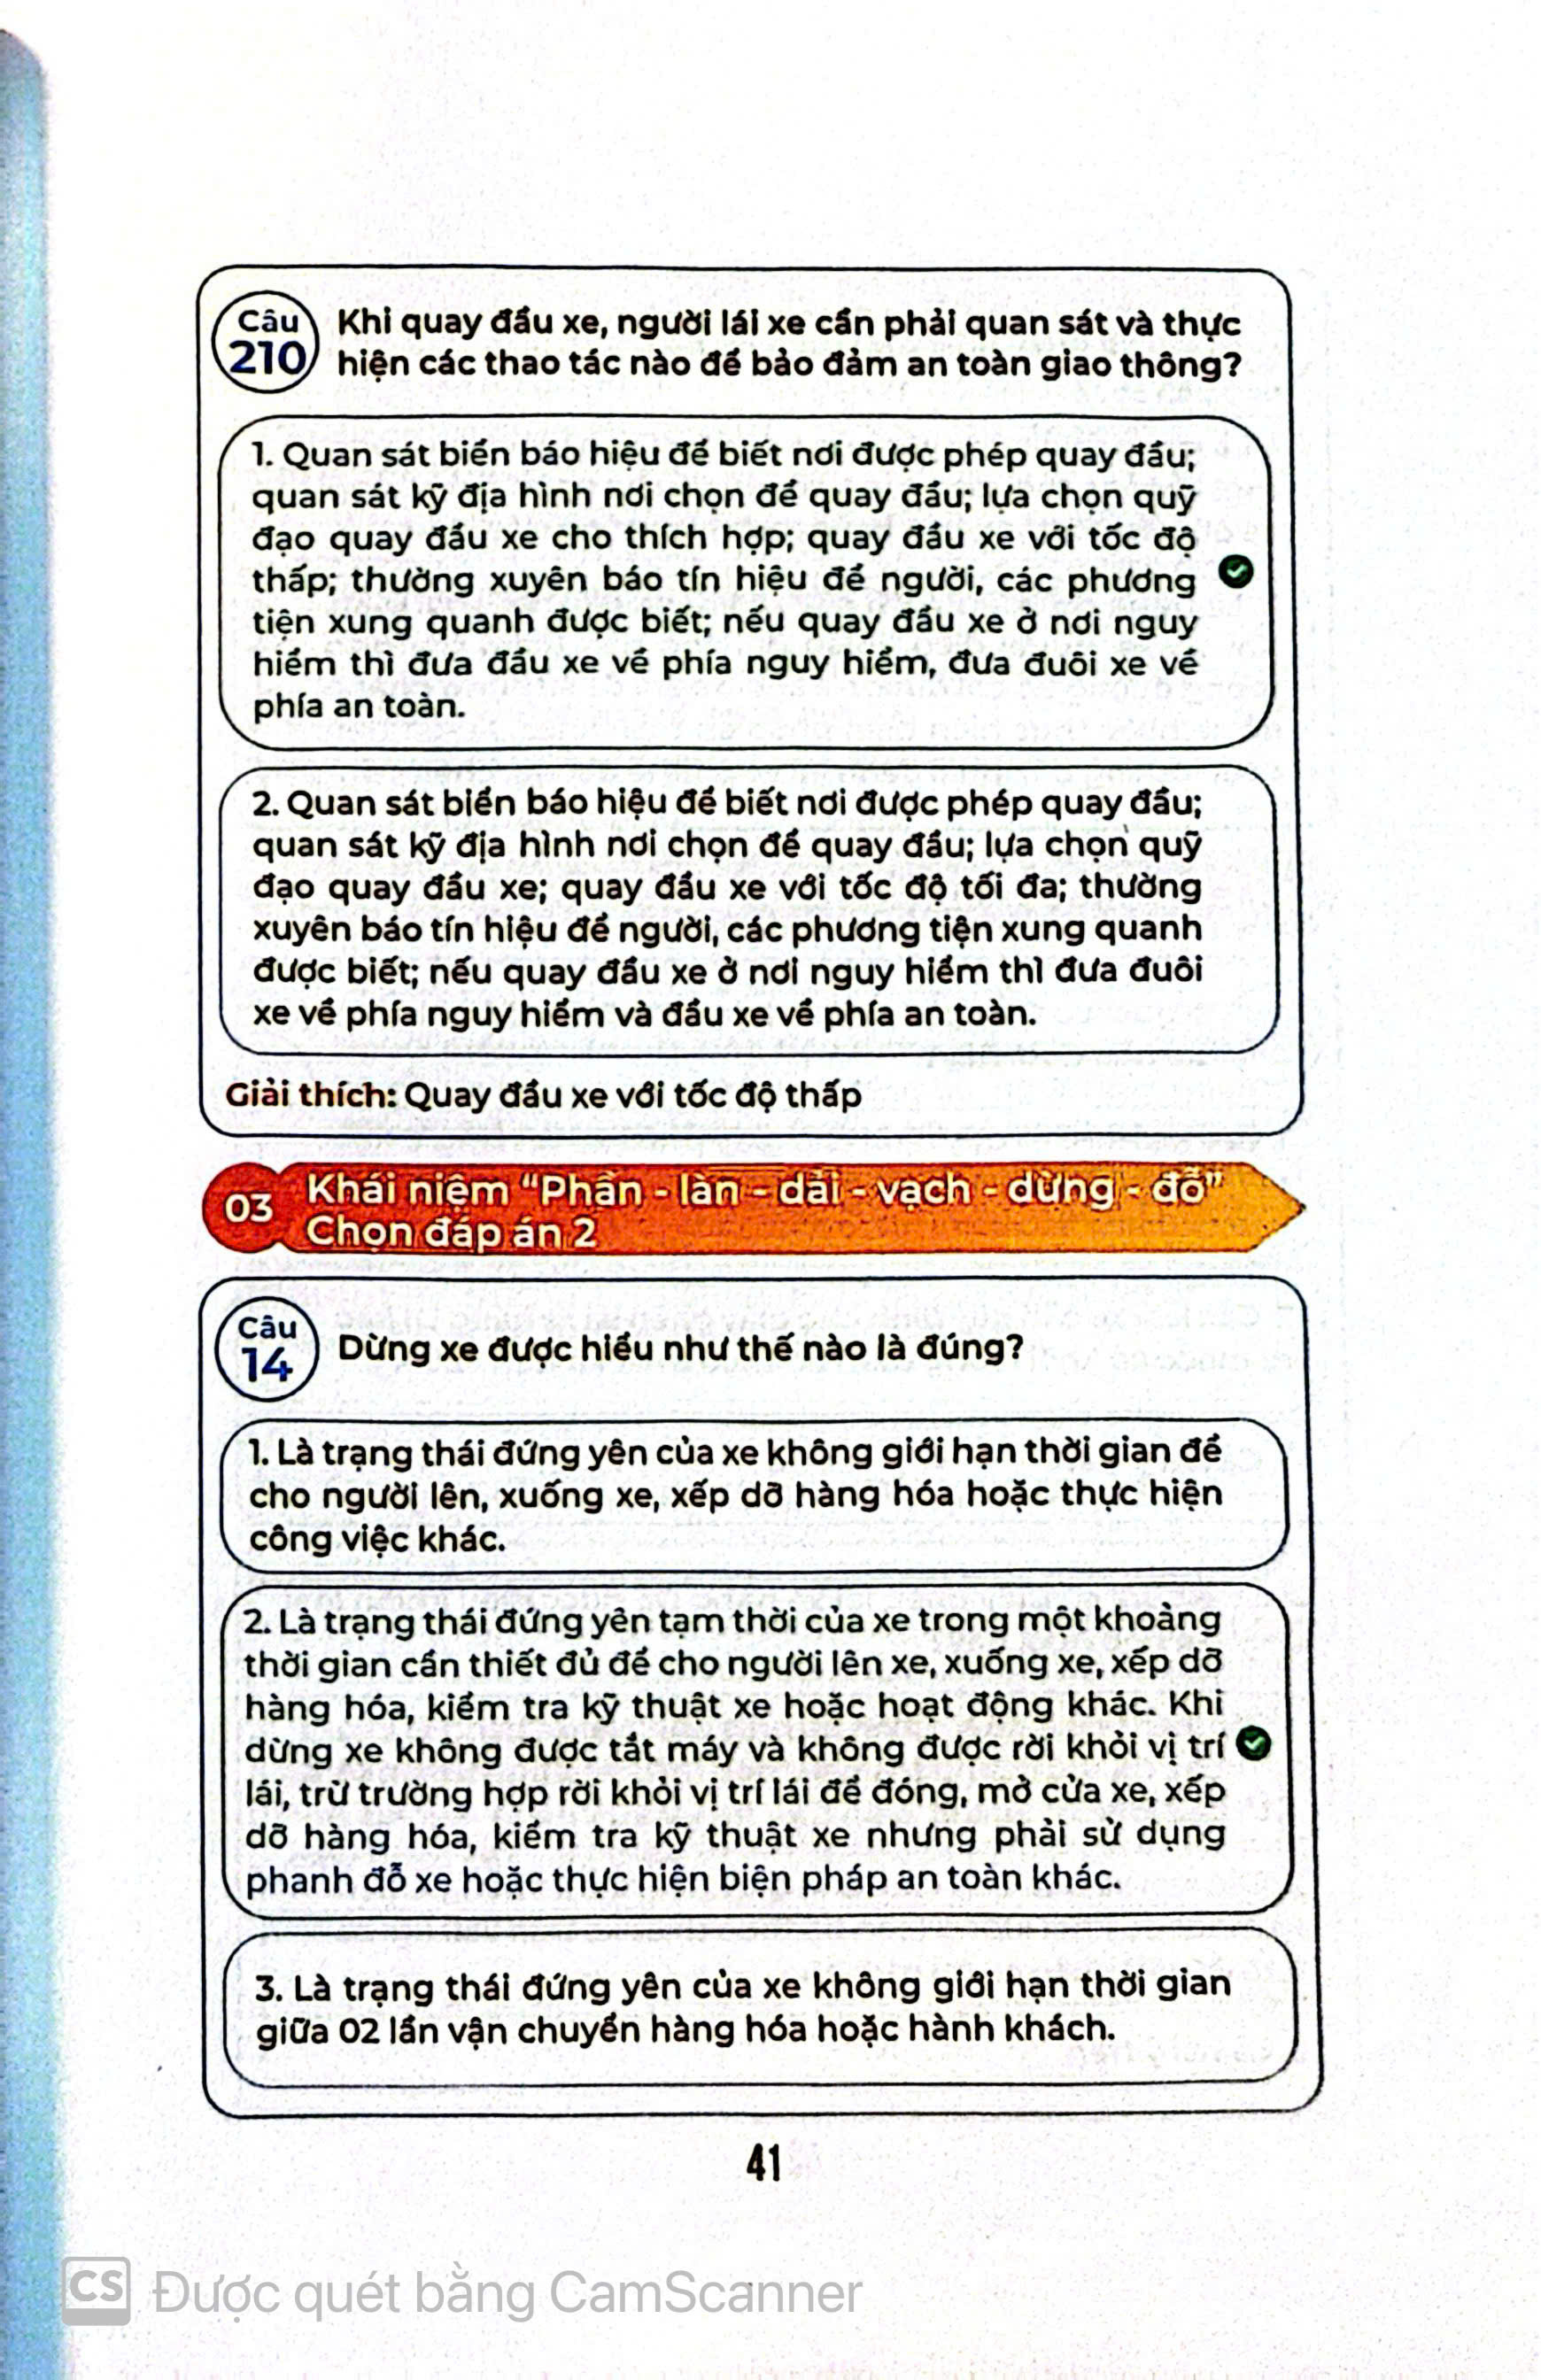 Câu
210
Khi quay đầu xe, người lái xe cần phải quan sát và thực
hiện các thao tác nào để bảo đảm an toàn giao thông?
1. Quan sát biển báo hiệu để biết nơi được phép quay đầu;
quan sát kỹ địa hình nơi chọn để quay đầu; lựa chọn quỹ
đạo quay đầu xe cho thích hợp; quay đầu xe với tốc độ
thấp; thường xuyên báo tín hiệu để người, các phương
tiện xung quanh được biết; nếu quay đầu xe ở nơi nguy
hiểm thì đưa đầu xe về phía nguy hiểm, đưa đuôi xe về
phía an toàn.
2. Quan sát biển báo hiệu để biết nơi được phép quay đầu;
quan sát kỹ địa hình nơi chọn để quay đầu; lựa chọn quỹ
đạo quay đầu xe; quay đầu xe với tốc độ tối đa; thường
xuyên báo tín hiệu để người, các phương tiện xung quanh
được biết; nếu quay đầu xe ở nơi nguy hiểm thì đưa đuôi
xe về phía nguy hiểm và đầu xe về phía an toàn.
Giải thích: Quay đầu xe với tốc độ thấp
03
Khái niệm “Phần - làn - dải - vạch - dừng - đỗ”
Chọn đáp án 2
Câu
14
Dừng xe được hiểu như thế nào là đúng?
1. Là trạng thái đứng yên của xe không giới hạn thời gian để
cho người lên, xuống xe, xếp dỡ hàng hóa hoặc thực hiện
công việc khác.
2. Là trạng thái đứng yên tạm thời của xe trong một khoảng
thời gian cần thiết đủ để cho người lên xe, xuống xe, xếp dỡ
hàng hóa, kiểm tra kỹ thuật xe hoặc hoạt động khác. Khi
dừng xe không được tắt máy và không được rời khỏi vị trí
lái, trừ trường hợp rời khỏi vị trí lái để đóng, mở cửa xe, xếp
dỡ hàng hóa, kiểm tra kỹ thuật xe nhưng phải sử dụng
phanh đỗ xe hoặc thực hiện biện pháp an toàn khác.
3. Là trạng thái đứng yên của xe không giới hạn thời gian
giữa 02 lần vận chuyển hàng hóa hoặc hành khách.
41
CS Được quét bằng CamScanner